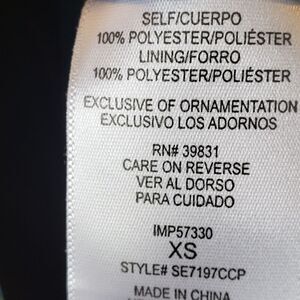 SELF/CUERPO
100% POLYESTER/POLIÉSTER
LINING/FORRO
100% POLYESTER/POLIÉSTER
EXCLUSIVE OF ORNAMENTATION
EXCLUSIVO LOS ADORNOS
RN# 39831
CARE ON REVERSE
VER AL DORSO
PARA CUIDADO
IMP57330
XS
STYLE# SE7197CCP
MADE IN CHINA